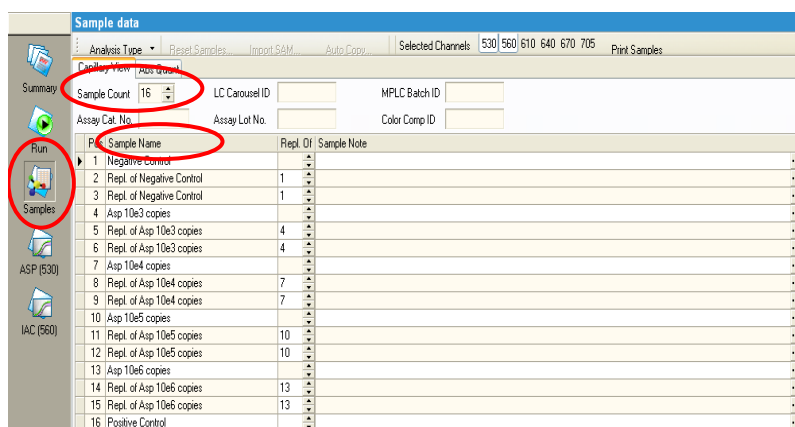 Sample data
Analysis Type Reset Samples... Import SAM... Auto Copy... Selected Channels 530 560 610 640 670 705 Print Samples
Capillary View Abs Quant
Summary
Sample Count 16 LC Carousel ID MPLC Batch ID
Assay Cat. No. Assay Lot No. Color Comp ID
Run
Pos Sample Name Repl. Of Sample Note
1 Negative Control
2 Repl. of Negative Control 1
3 Repl. of Negative Control 1
Samples
4 Asp 10e3 copies
5 Repl. of Asp 10e3 copies 4
6 Repl. of Asp 10e3 copies 4
ASP (530)
7 Asp 10e4 copies
8 Repl. of Asp 10e4 copies 7
9 Repl. of Asp 10e4 copies 7
10 Asp 10e5 copies
IAC (560)
11 Repl. of Asp 10e5 copies 10
12 Repl. of Asp 10e5 copies 10
13 Asp 10e6 copies
14 Repl. of Asp 10e6 copies 13
15 Repl. of Asp 10e6 copies 13
16 Positive Control